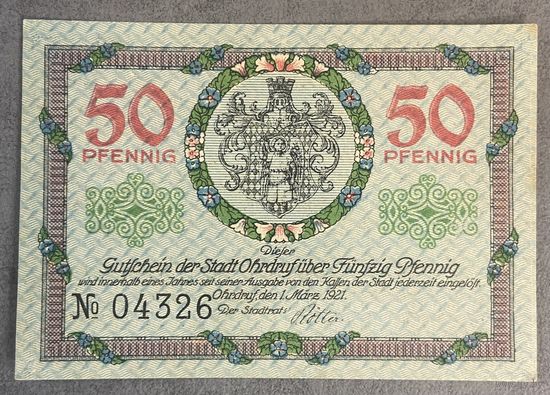 50 50
PFENNIG PFENNIG
Dieser
Gutschein der Stadt Ohrdruf über Fünfzig Pfennig
wird innerhalb eines Jahres seit seiner Ausgabe von den Kassen der Stadt jederzeit eingelöst.
Ohrdruf, den 1. März 1921.
№ 04326 Der Stadtrat: